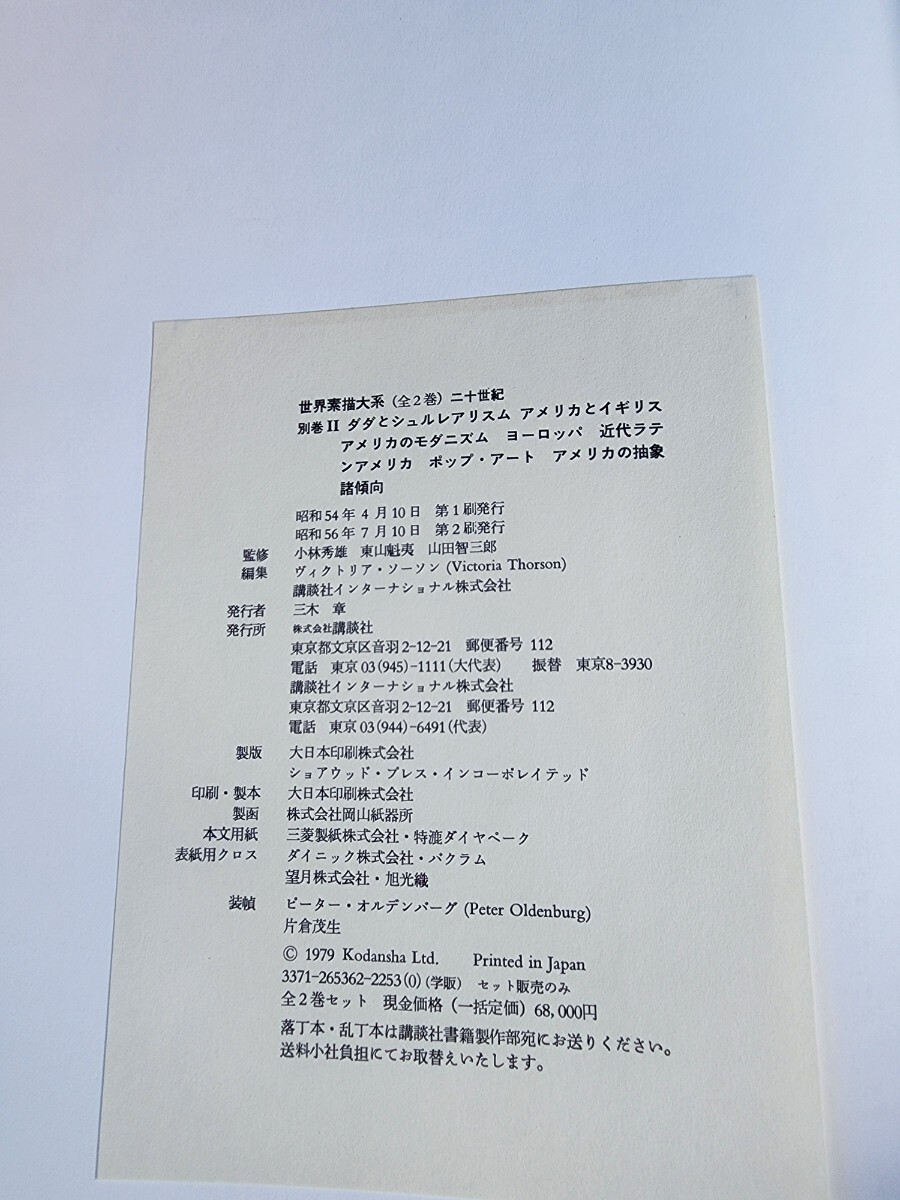 世界素描大系（全2巻）二十世紀
別巻 II ダダとシュルレアリスム アメリカとイギリス
アメリカのモダニズム ヨーロッパ 近代ラテ
ンアメリカ ポップ・アート アメリカの抽象
諸傾向
昭和54年4月10日 第1刷発行
昭和56年7月10日 第2刷発行
監修 小林秀雄 東山魁夷 山田智三郎
編集 ヴィクトリア・ソーソン (Victoria Thorson)
講談社インターナショナル株式会社
発行者 三木 章
発行所 株式会社講談社
東京都文京区音羽2-12-21 郵便番号 112
電話 東京03(945)-1111(大代表) 振替 東京8-3930
講談社インターナショナル株式会社
東京都文京区音羽2-12-21 郵便番号 112
電話 東京03(944)-6491(代表)
製版 大日本印刷株式会社
ショアウッド・プレス・インコーポレイテッド
印刷・製本 大日本印刷株式会社
製函 株式会社岡山紙器所
本文用紙 三菱製紙株式会社・特漉ダイヤペーク
表紙用クロス ダイニック株式会社・バクラム
望月株式会社・旭光織
装幀 ピーター・オルデンバーグ (Peter Oldenburg)
片倉茂生
© 1979 Kodansha Ltd. Printed in Japan
3371-265362-2253(0)(学販) セット販売のみ
全2巻セット 現金価格（一括定価）68,000円
落丁本・乱丁本は講談社書籍製作部宛にお送りください。
送料小社負担にてお取替えいたします。